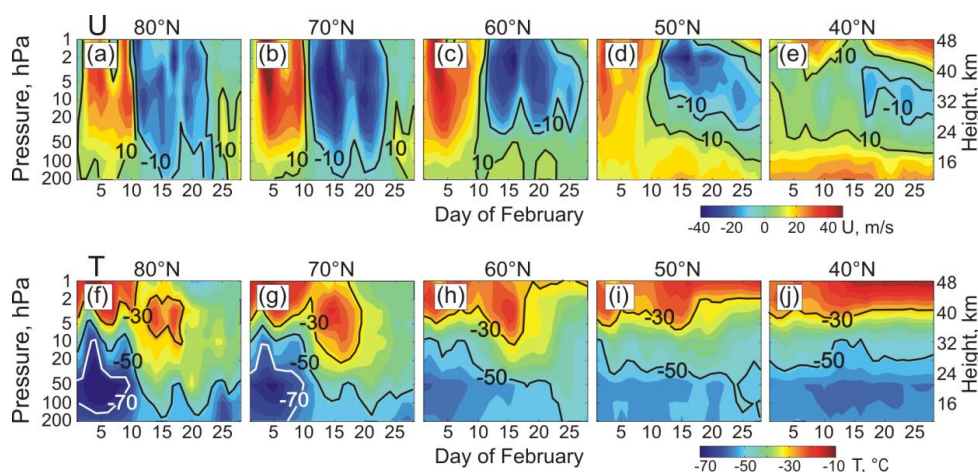 U 80°N 70°N 60°N 50°N 40°N
Pressure, hPa
1 2 5 10 20 50 100 200
(a) (b) (c) (d) (e)
10 -10 10 -10 10 -10 -10 10 10 -10 10
48 40 32 24 16
Height, km
5 10 15 20 25 5 10 15 20 25 5 10 15 20 25 5 10 15 20 25 5 10 15 20 25
Day of February
-40 -20 0 20 40 U, m/s
T 80°N 70°N 60°N 50°N 40°N
Pressure, hPa
1 2 5 10 20 50 100 200
(f) (g) (h) (i) (j)
-30 -30 -30 -30 -30
-50 -50 -50 -50 -50
-70 -70
48 40 32 24 16
Height, km
5 10 15 20 25 5 10 15 20 25 5 10 15 20 25 5 10 15 20 25 5 10 15 20 25
Day of February
-70 -50 -30 -10 T, °C